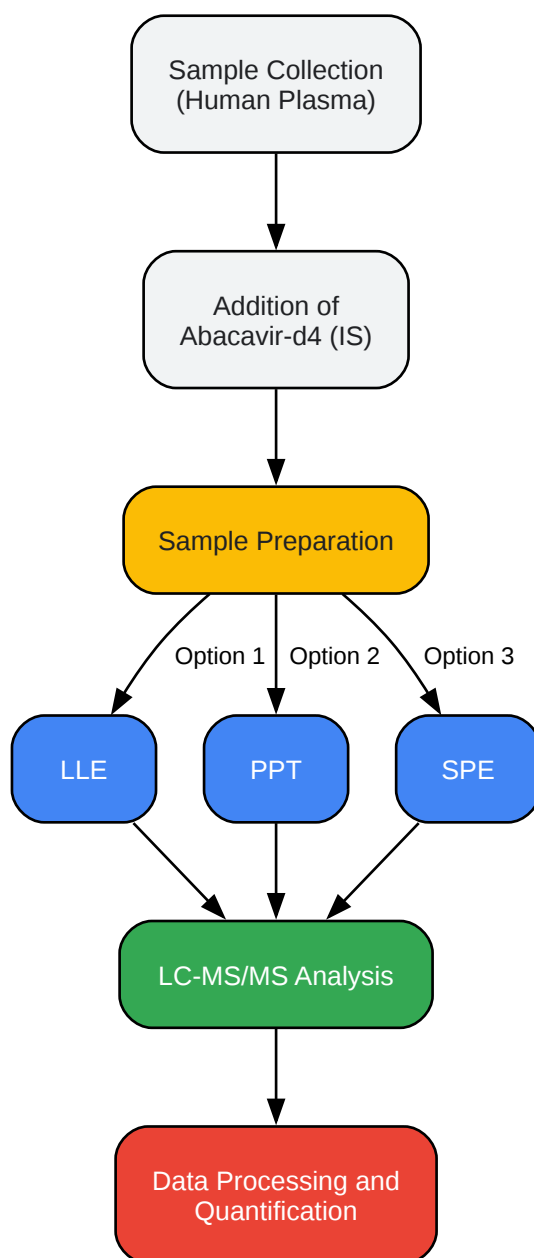 Sample Collection
(Human Plasma)
Addition of
Abacavir-d4 (IS)
Sample Preparation
Option 1
Option 2
Option 3
LLE
PPT
SPE
LC-MS/MS Analysis
Data Processing and
Quantification